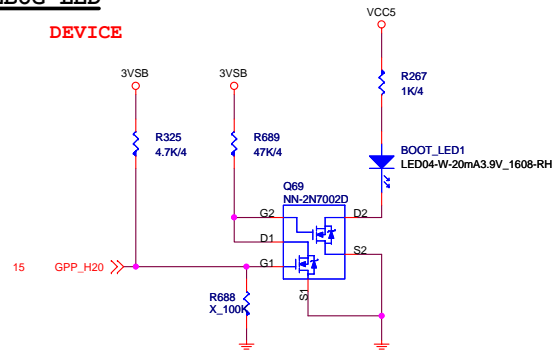 DEVICE
VCC5
3VSB
3VSB
R267
1K/4
R325
4.7K/4
R689
47K/4
BOOT_LED1
LED04-W-20mA3.9V_1608-RH
Q69
NN-2N7002D
G2
D2
D1
S2
G1
S1
15 GPP_H20
R688
X_100K